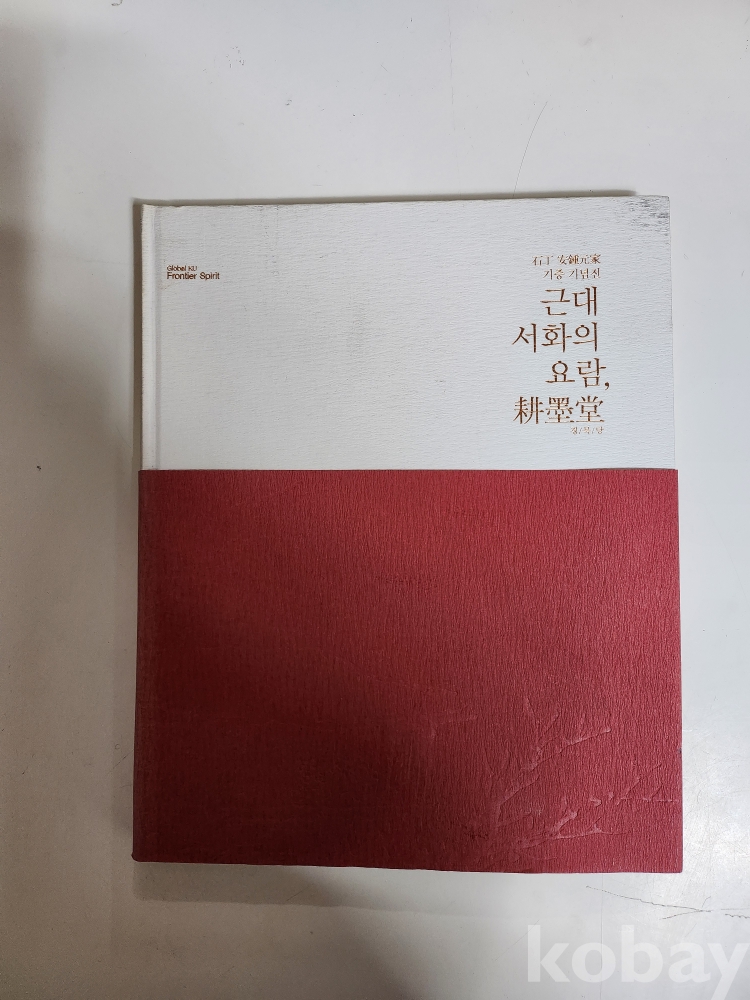 Global KU
Frontier Spirit
石丁 安鍾元家
기증 기념전
근대
서화의
요람,
耕墨堂
경/묵/당
kobay